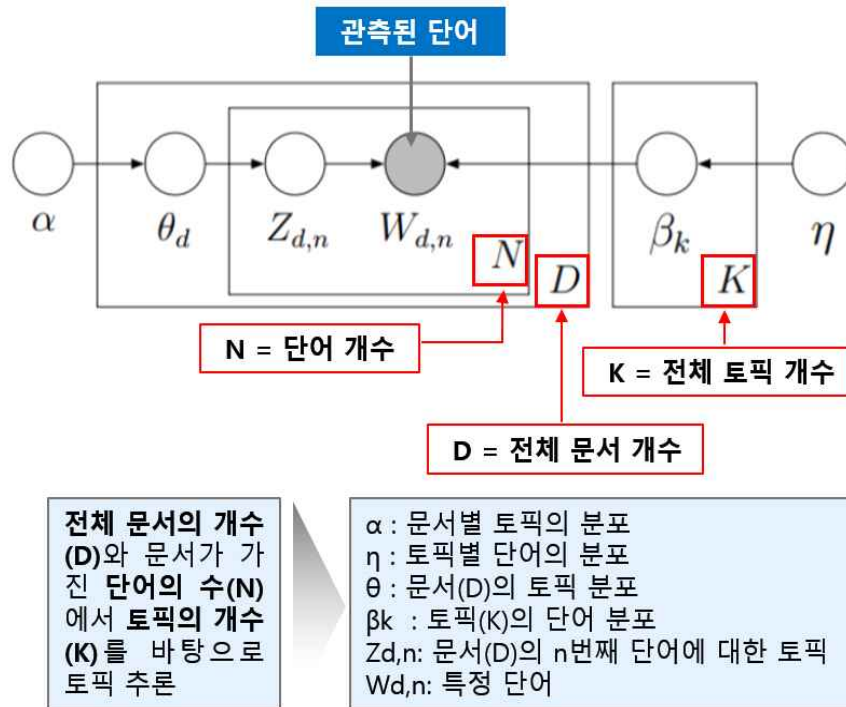 관측된 단어
α
θd
Zd,n
Wd,n
N
D
βk
K
η
N = 단어 개수
K = 전체 토픽 개수
D = 전체 문서 개수
전체 문서의 개수
(D)와 문서가 가
진 단어의 수(N)
에서 토픽의 개수
(K)를 바탕으로
토픽 추론
α : 문서별 토픽의 분포
η : 토픽별 단어의 분포
θ : 문서(D)의 토픽 분포
βk : 토픽(K)의 단어 분포
Zd,n: 문서(D)의 n번째 단어에 대한 토픽
Wd,n: 특정 단어